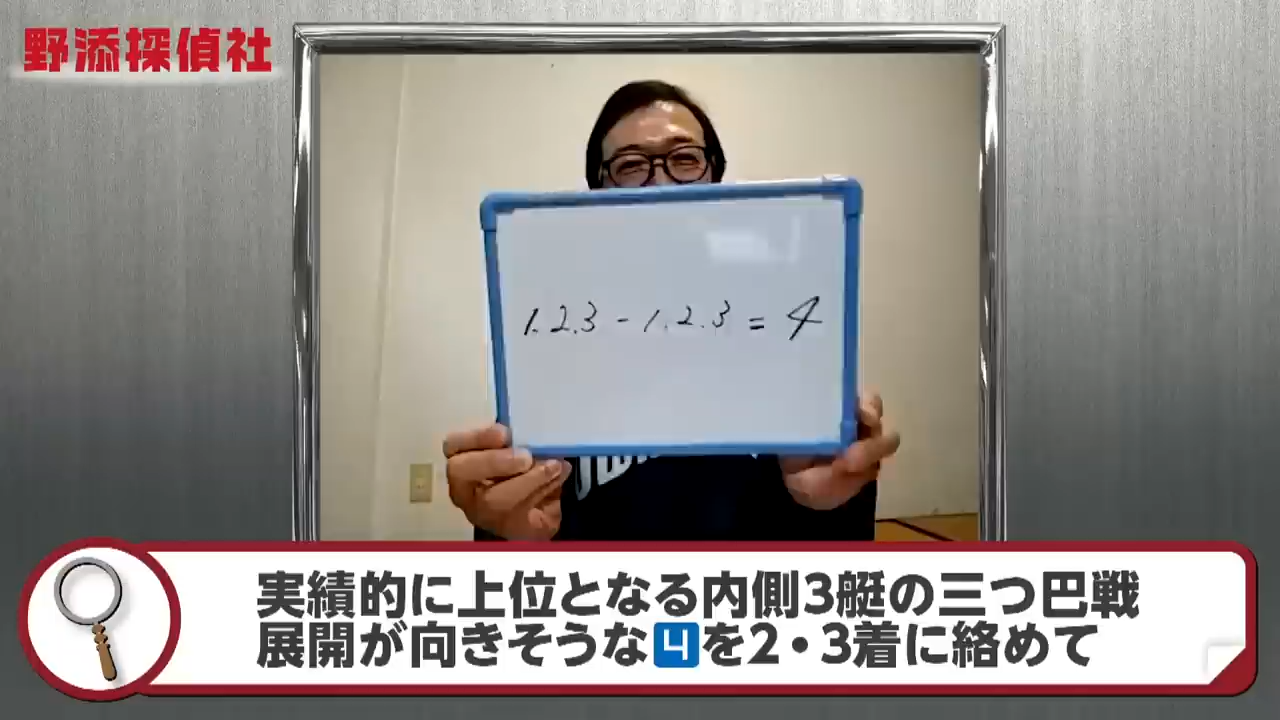 野添探偵社
1.2.3 - 1.2.3 = 4
実績的に上位となる内側3艇の三つ巴戦
展開が向きそうな4を2・3着に絡めて